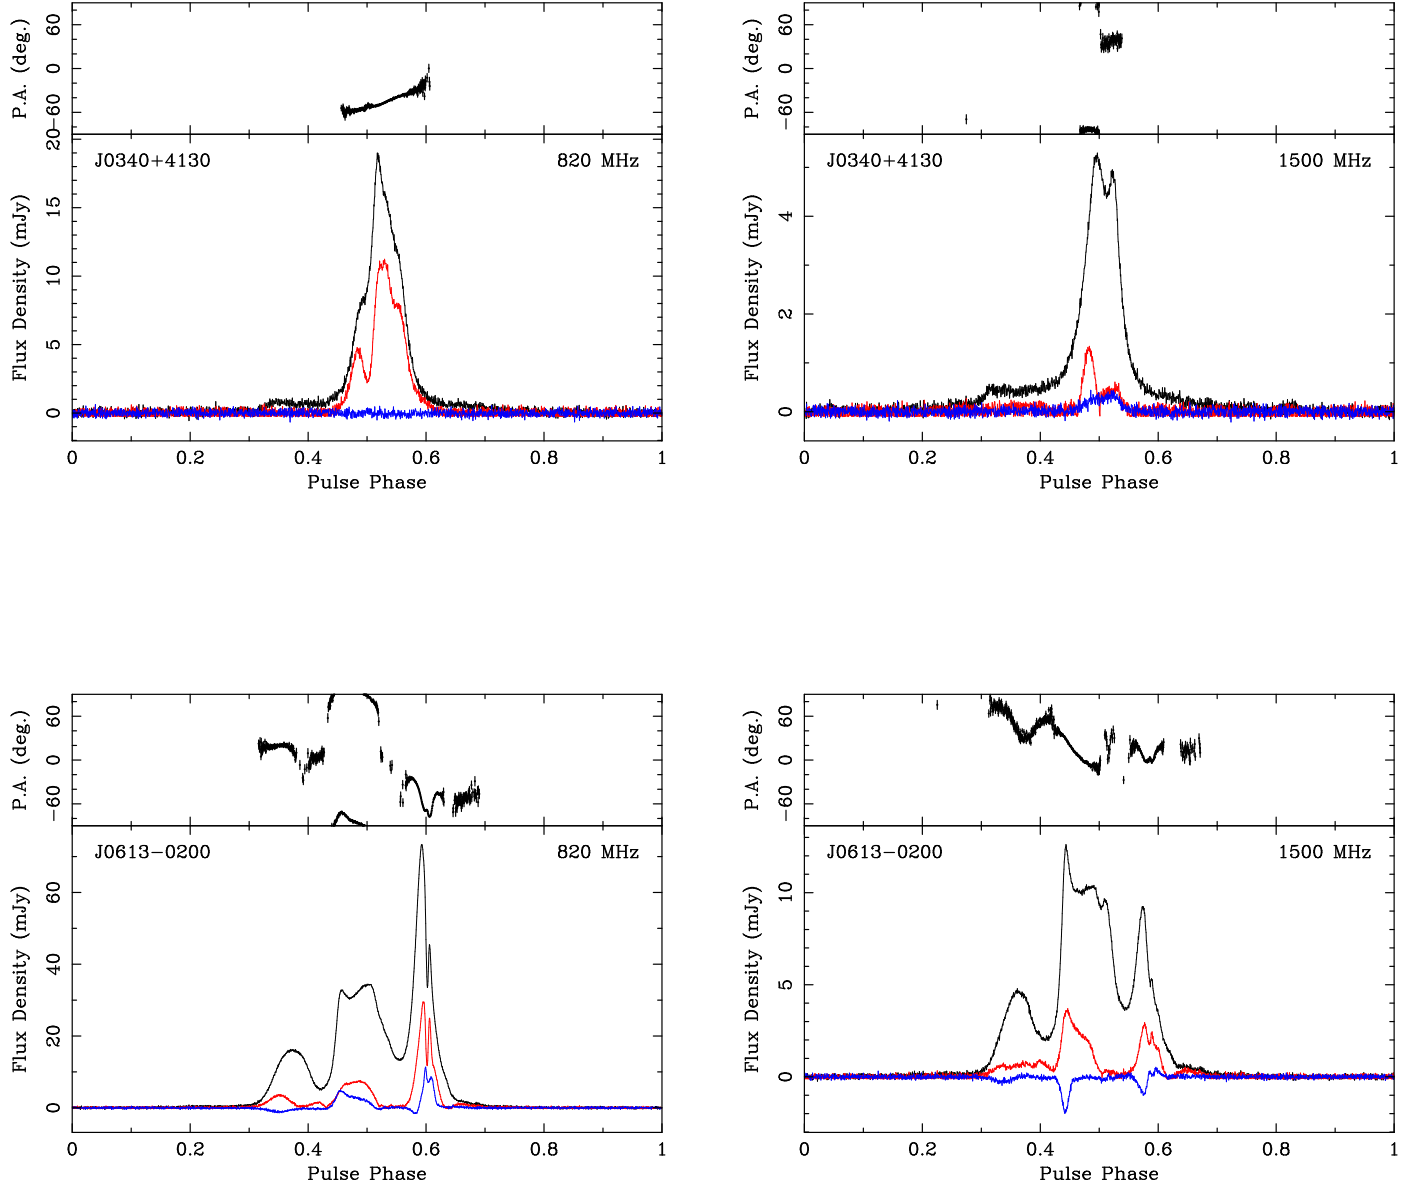 P.A. (deg.)
−60 0 60
J0340+4130 820 MHz
Flux Density (mJy)
0 5 10 15 20
0 0.2 0.4 0.6 0.8 1
Pulse Phase
P.A. (deg.)
−60 0 60
J0340+4130 1500 MHz
Flux Density (mJy)
0 2 4
0 0.2 0.4 0.6 0.8 1
Pulse Phase
P.A. (deg.)
−60 0 60
J0613−0200 820 MHz
Flux Density (mJy)
0 20 40 60
0 0.2 0.4 0.6 0.8 1
Pulse Phase
P.A. (deg.)
−60 0 60
J0613−0200 1500 MHz
Flux Density (mJy)
0 5 10
0 0.2 0.4 0.6 0.8 1
Pulse Phase